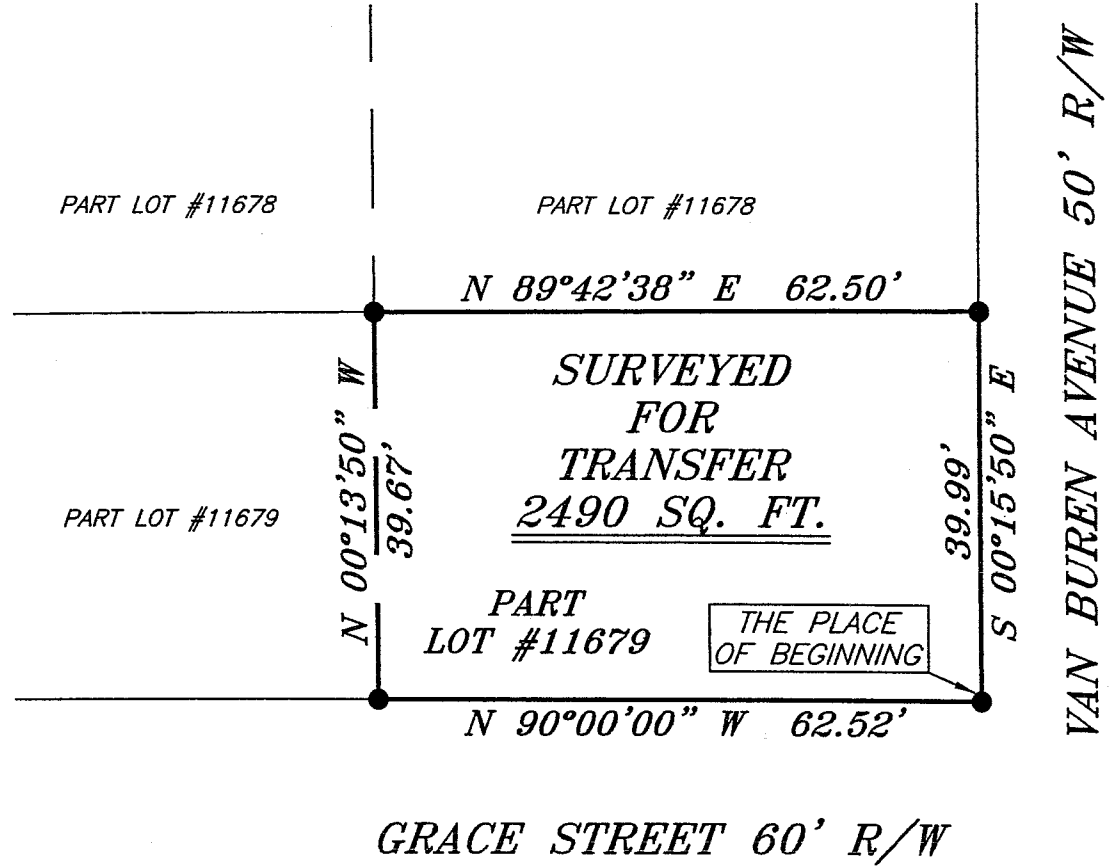 PART LOT #11678
PART LOT #11678
N 89°42'38" E 62.50'
SURVEYED
FOR
TRANSFER
2490 SQ. FT.
N 00°13'50" W
39.67'
39.99'
S 00°15'50" E
VAN BUREN AVENUE 50' R/W
PART LOT #11679
PART
LOT #11679
THE PLACE
OF BEGINNING
N 90°00'00" W 62.52'
GRACE STREET 60' R/W